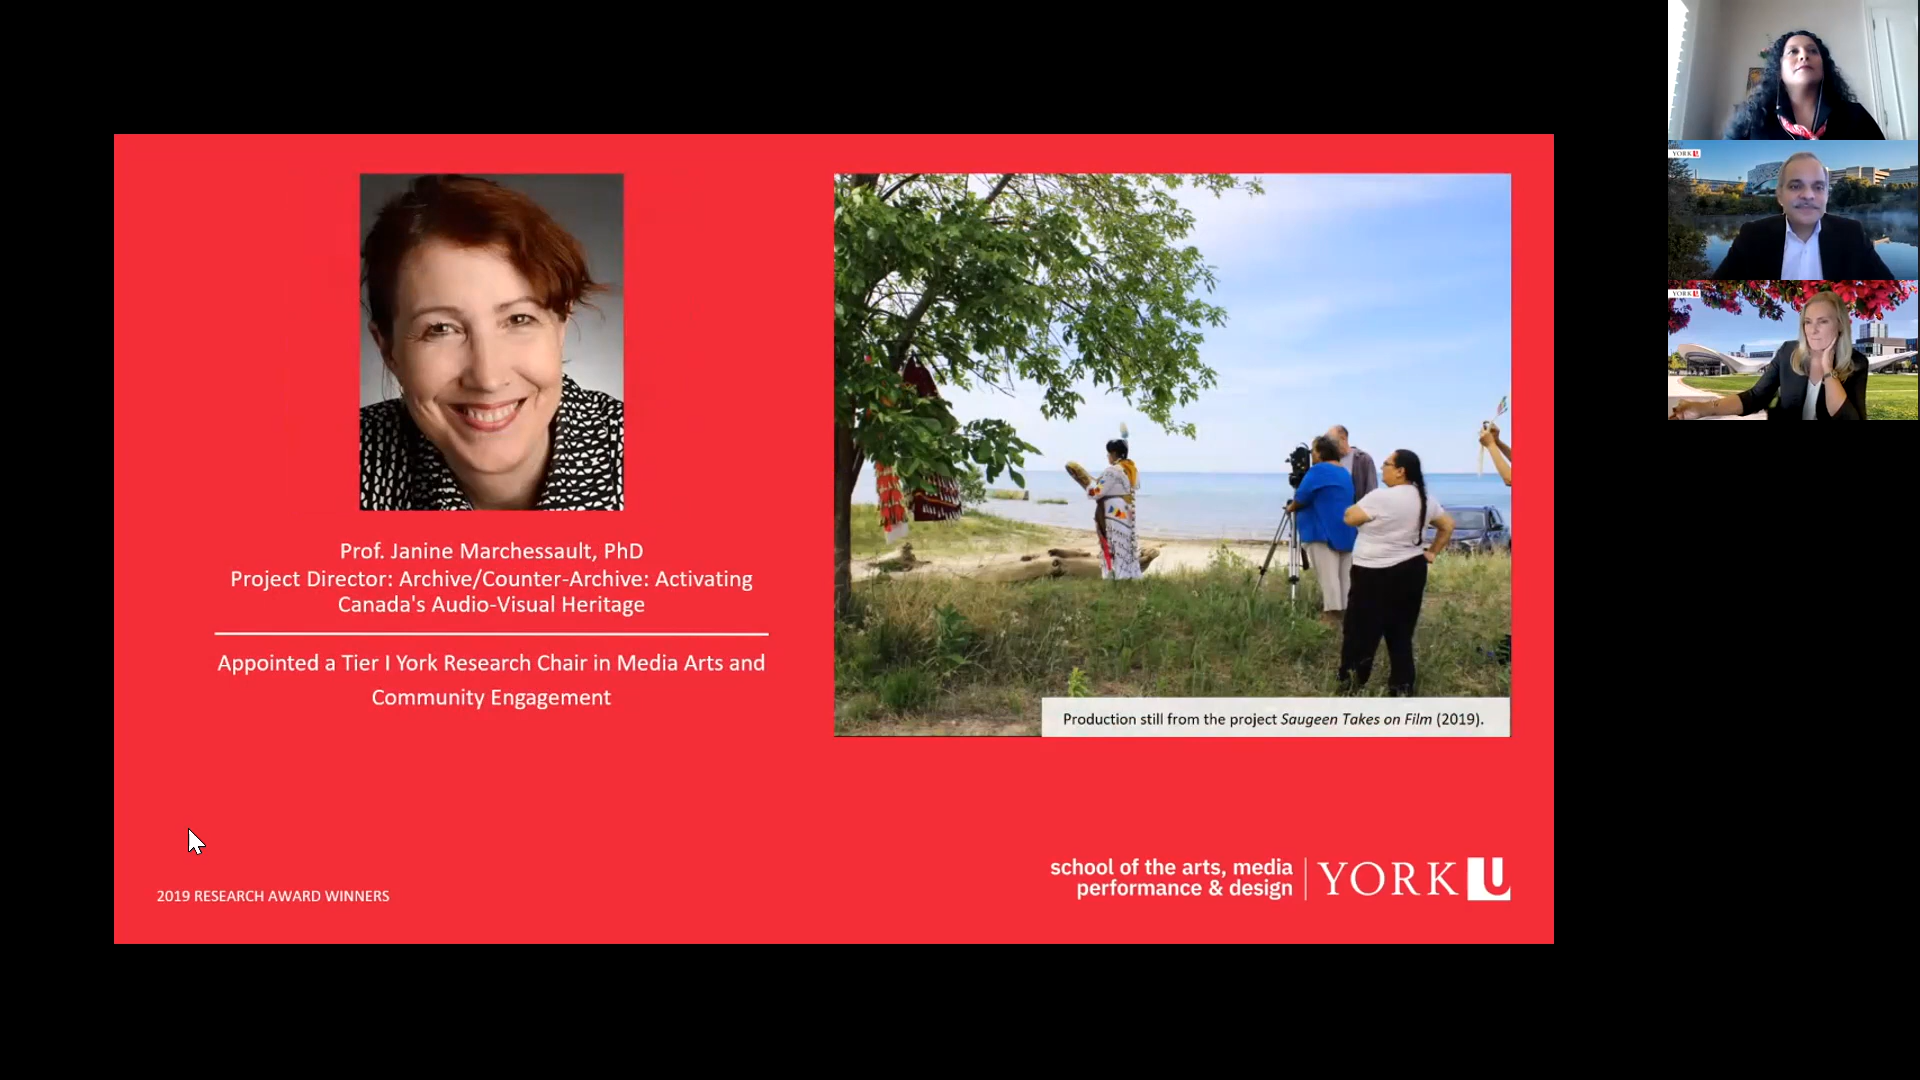 Prof. Janine Marchessault, PhD
Project Director: Archive/Counter-Archive: Activating
Canada's Audio-Visual Heritage
Appointed a Tier I York Research Chair in Media Arts and
Community Engagement
Production still from the project Saugeen Takes on Film (2019).
2019 RESEARCH AWARD WINNERS
school of the arts, media
performance & design
YORK U
YORK U
YORK U